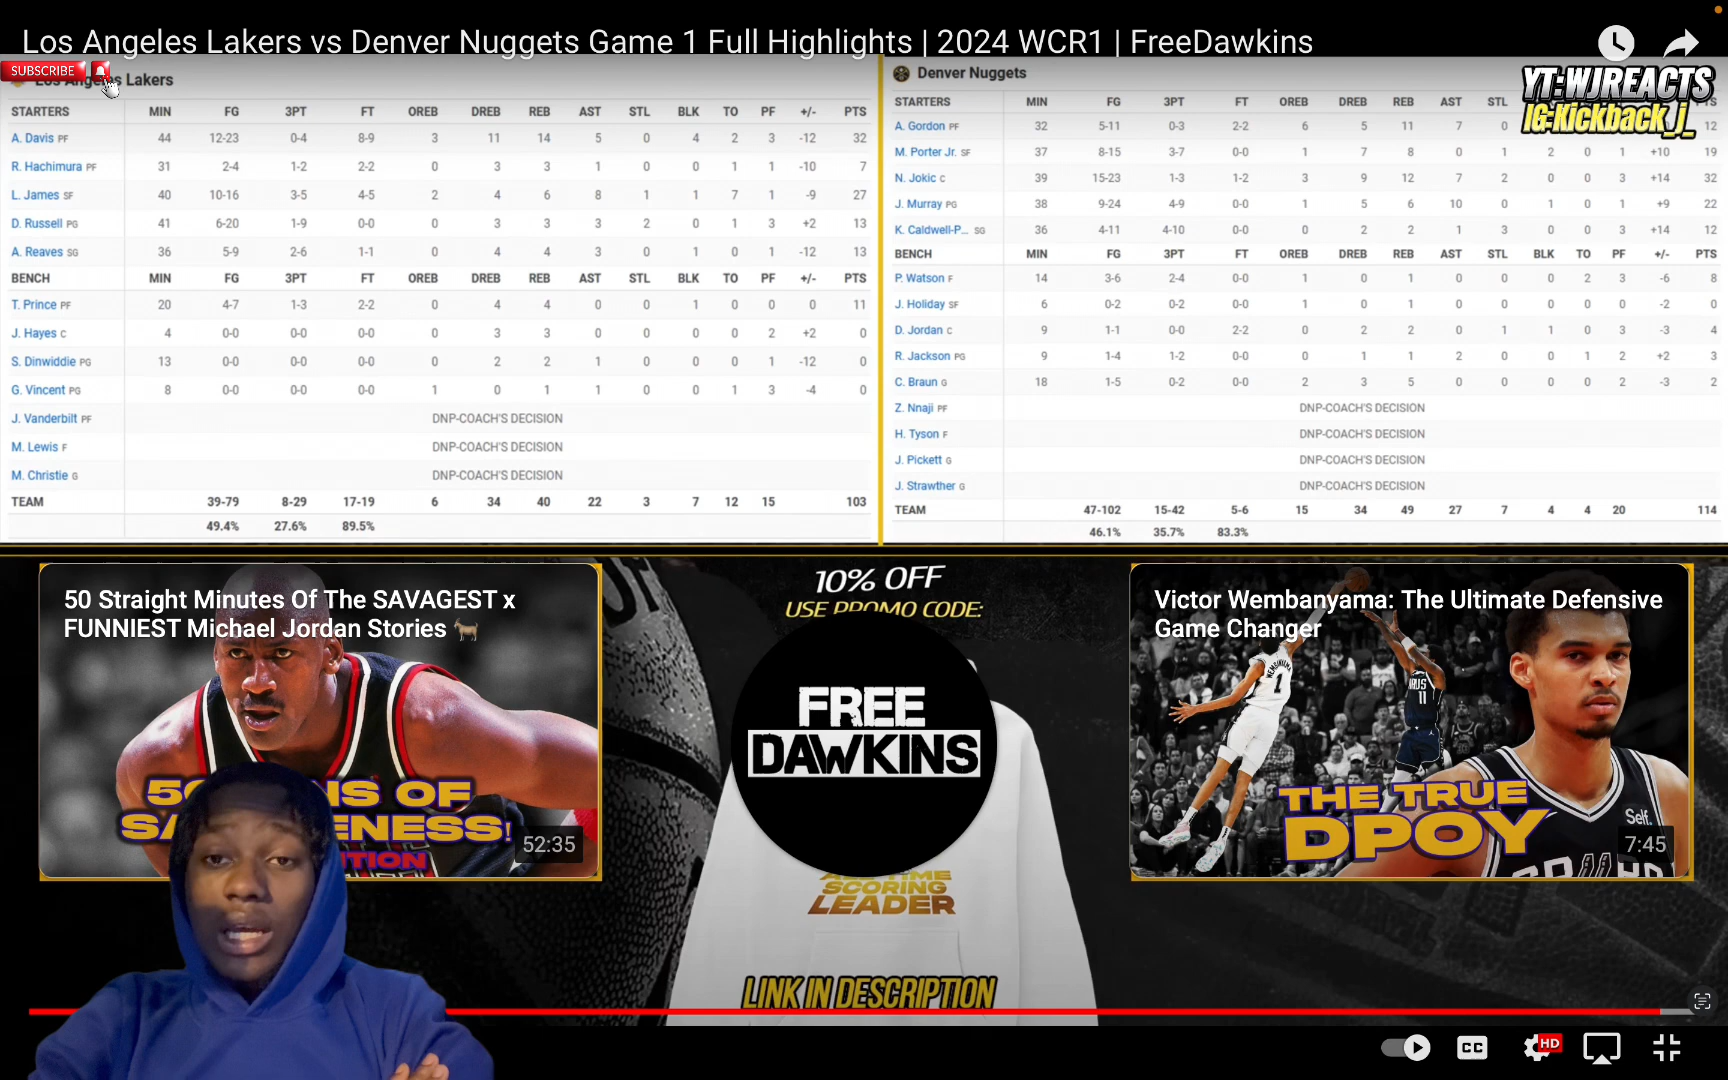 Los Angeles Lakers vs Denver Nuggets Game 1 Full Highlights | 2024 WCR1 | FreeDawkins
SUBSCRIBE
Los Angeles Lakers
STARTERS MIN FG 3PT FT OREB DREB REB AST STL BLK TO PF +/- PTS
A. Davis PF 44 12-23 0-4 8-9 3 11 14 5 0 4 2 3 -12 32
R. Hachimura PF 31 2-4 1-2 2-2 0 3 3 1 0 0 1 1 -10 7
L. James SF 40 10-16 3-5 4-5 2 4 6 8 1 1 7 1 -9 27
D. Russell PG 41 6-20 1-9 0-0 0 3 3 3 2 0 1 3 +2 13
A. Reaves SG 36 5-9 2-6 1-1 0 4 4 3 0 1 0 1 -12 13
BENCH MIN FG 3PT FT OREB DREB REB AST STL BLK TO PF +/- PTS
T. Prince PF 20 4-7 1-3 2-2 0 4 4 0 0 1 0 0 0 11
J. Hayes C 4 0-0 0-0 0-0 0 3 3 0 0 0 0 2 +2 0
S. Dinwiddie PG 13 0-0 0-0 0-0 0 2 2 1 0 0 0 1 -12 0
G. Vincent PG 8 0-0 0-0 0-0 1 0 1 1 0 0 1 3 -4 0
J. Vanderbilt PF DNP-COACH'S DECISION
M. Lewis F DNP-COACH'S DECISION
M. Christie G DNP-COACH'S DECISION
TEAM 39-79 8-29 17-19 6 34 40 22 3 7 12 15 103
49.4% 27.6% 89.5%
Denver Nuggets
YT:WJREACTS
IG:Kickback_j_
STARTERS MIN FG 3PT FT OREB DREB REB AST STL
A. Gordon PF 32 5-11 0-3 2-2 6 5 11 7 0 12
M. Porter Jr. SF 37 8-15 3-7 0-0 1 7 8 0 1 2 0 1 +10 19
N. Jokic C 39 15-23 1-3 1-2 3 9 12 7 2 0 0 3 +14 32
J. Murray PG 38 9-24 4-9 0-0 1 5 6 10 0 1 0 1 +9 22
K. Caldwell-P... SG 36 4-11 4-10 0-0 0 2 2 1 3 0 0 3 +14 12
BENCH MIN FG 3PT FT OREB DREB REB AST STL BLK TO PF +/- PTS
P. Watson F 14 3-6 2-4 0-0 1 0 1 0 0 0 2 3 -6 8
J. Holiday SF 6 0-2 0-2 0-0 1 0 1 0 0 0 0 0 -2 0
D. Jordan C 9 1-1 0-0 2-2 0 2 2 0 1 1 0 3 -3 4
R. Jackson PG 9 1-4 1-2 0-0 0 1 1 2 0 0 1 2 +2 3
C. Braun G 18 1-5 0-2 0-0 2 3 5 0 0 0 0 2 -3 2
Z. Nnaji PF DNP-COACH'S DECISION
H. Tyson F DNP-COACH'S DECISION
J. Pickett G DNP-COACH'S DECISION
J. Strawther G DNP-COACH'S DECISION
TEAM 47-102 15-42 5-6 15 34 49 27 7 4 4 20 114
46.1% 35.7% 83.3%
50 Straight Minutes Of The SAVAGEST x
FUNNIEST Michael Jordan Stories
52:35
10% OFF
USE PROMO CODE:
FREE
DAWKINS
SCORING
LEADER
LINK IN DESCRIPTION
Victor Wembanyama: The Ultimate Defensive
Game Changer
THE TRUE
DPOY
Self.
7:45
CC
HD